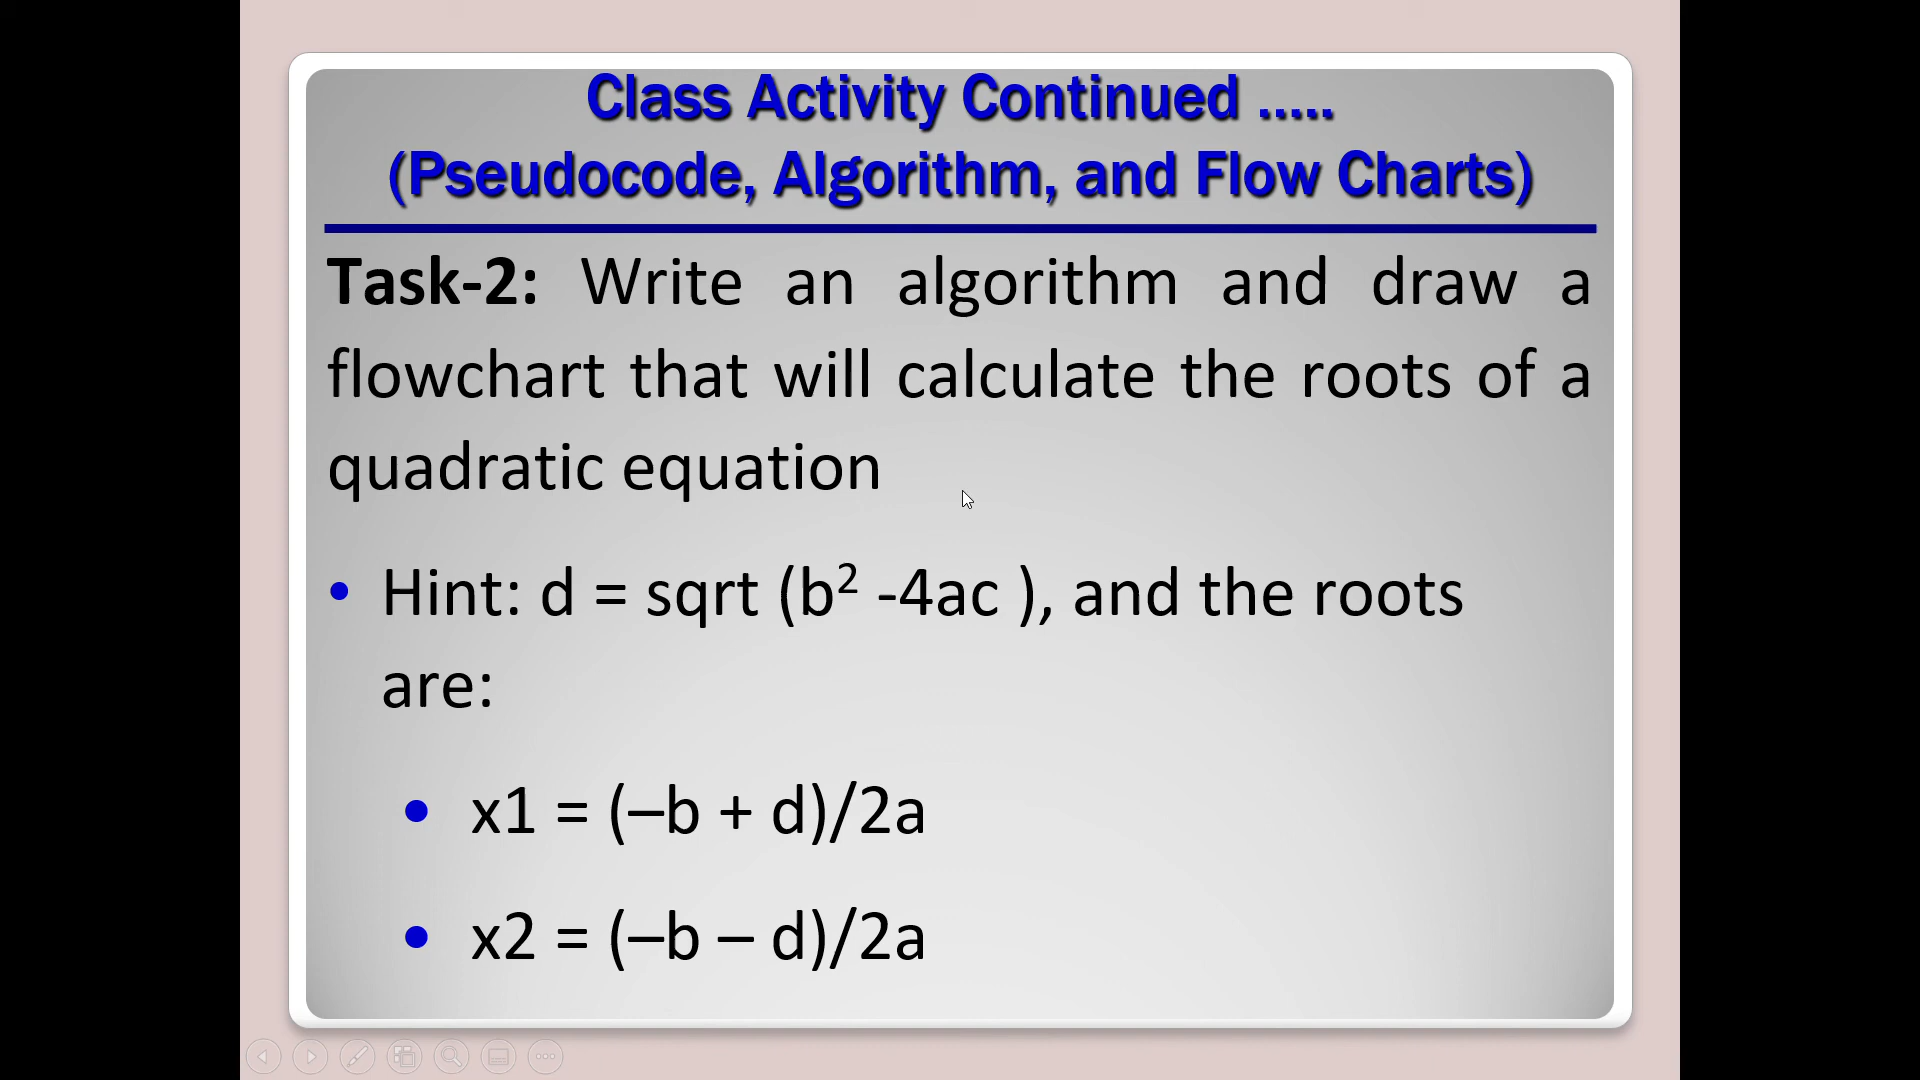 Class Activity Continued .....
(Pseudocode, Algorithm, and Flow Charts)
Task-2: Write an algorithm and draw a
flowchart that will calculate the roots of a
quadratic equation
• Hint: d = sqrt (b² -4ac ), and the roots
are:
• x1 = (–b + d)/2a
• x2 = (–b – d)/2a